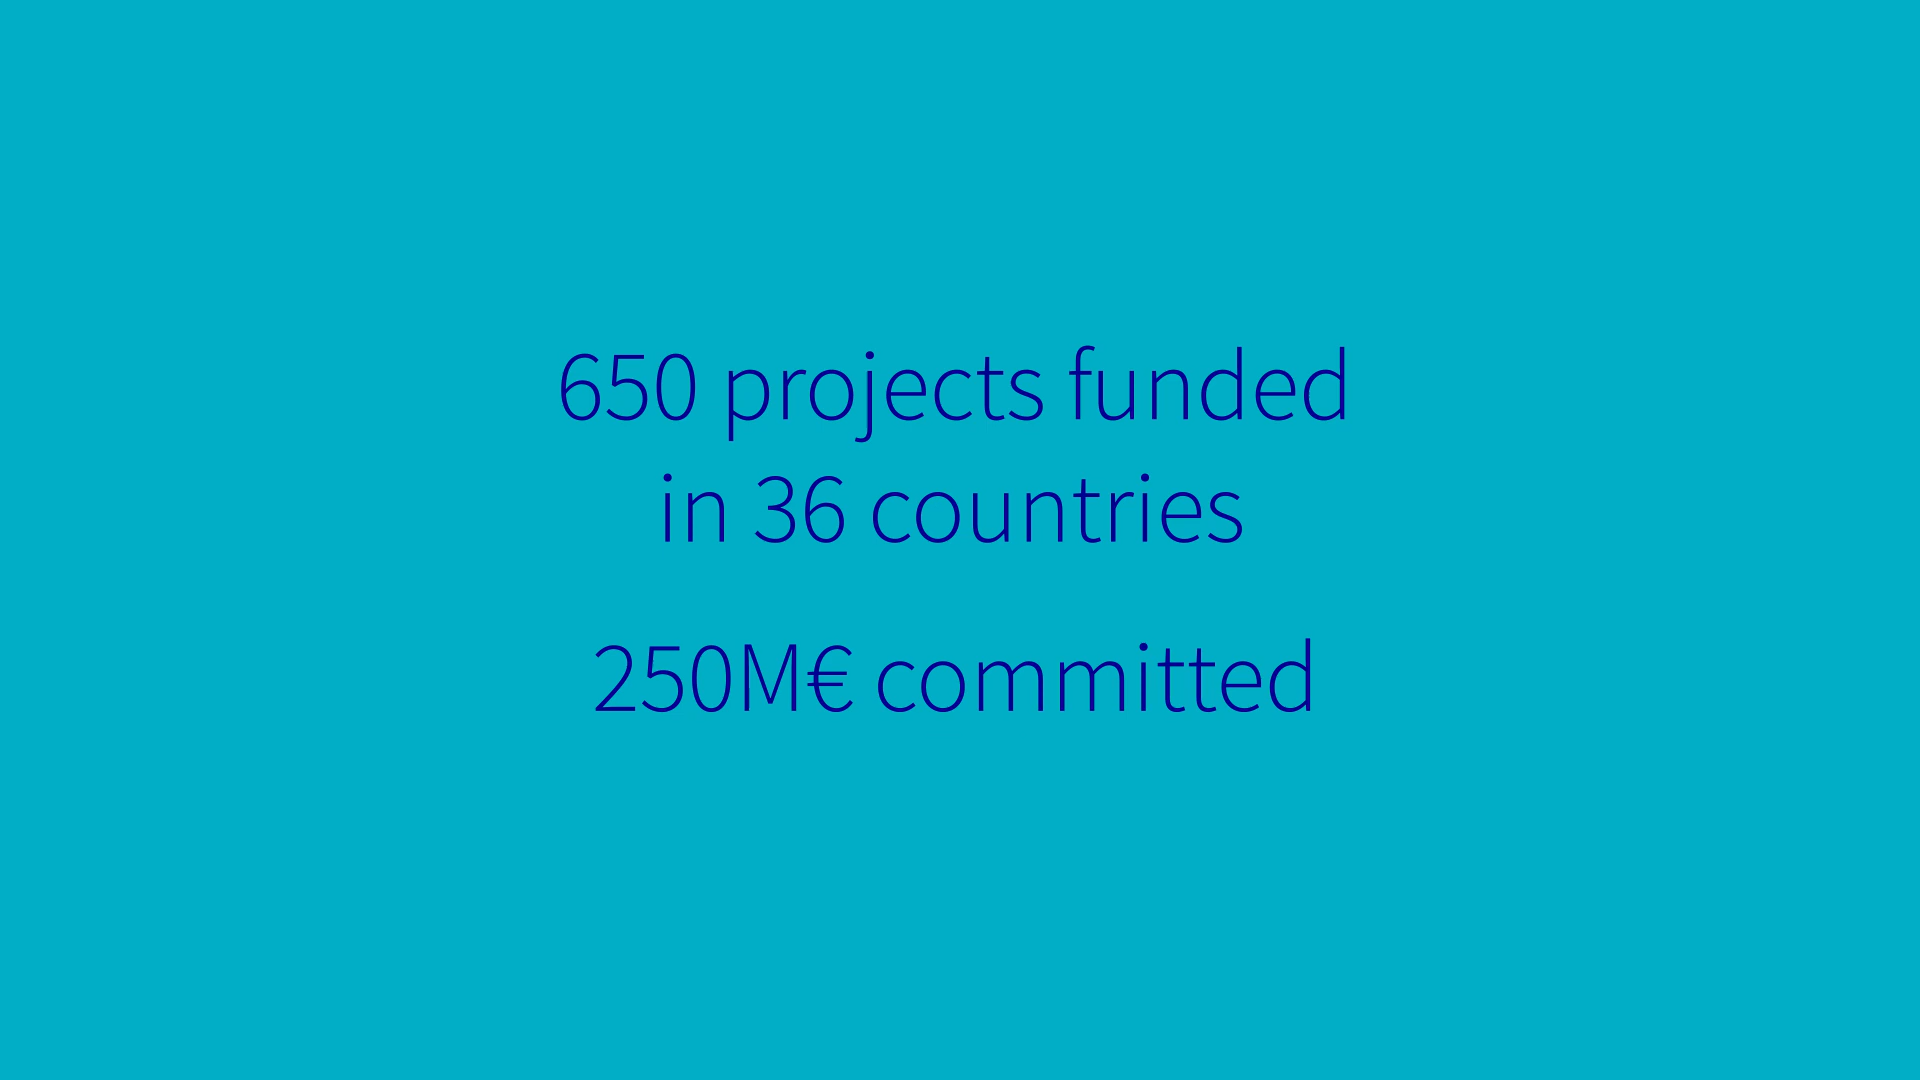 650 projects funded
in 36 countries
250M€ committed